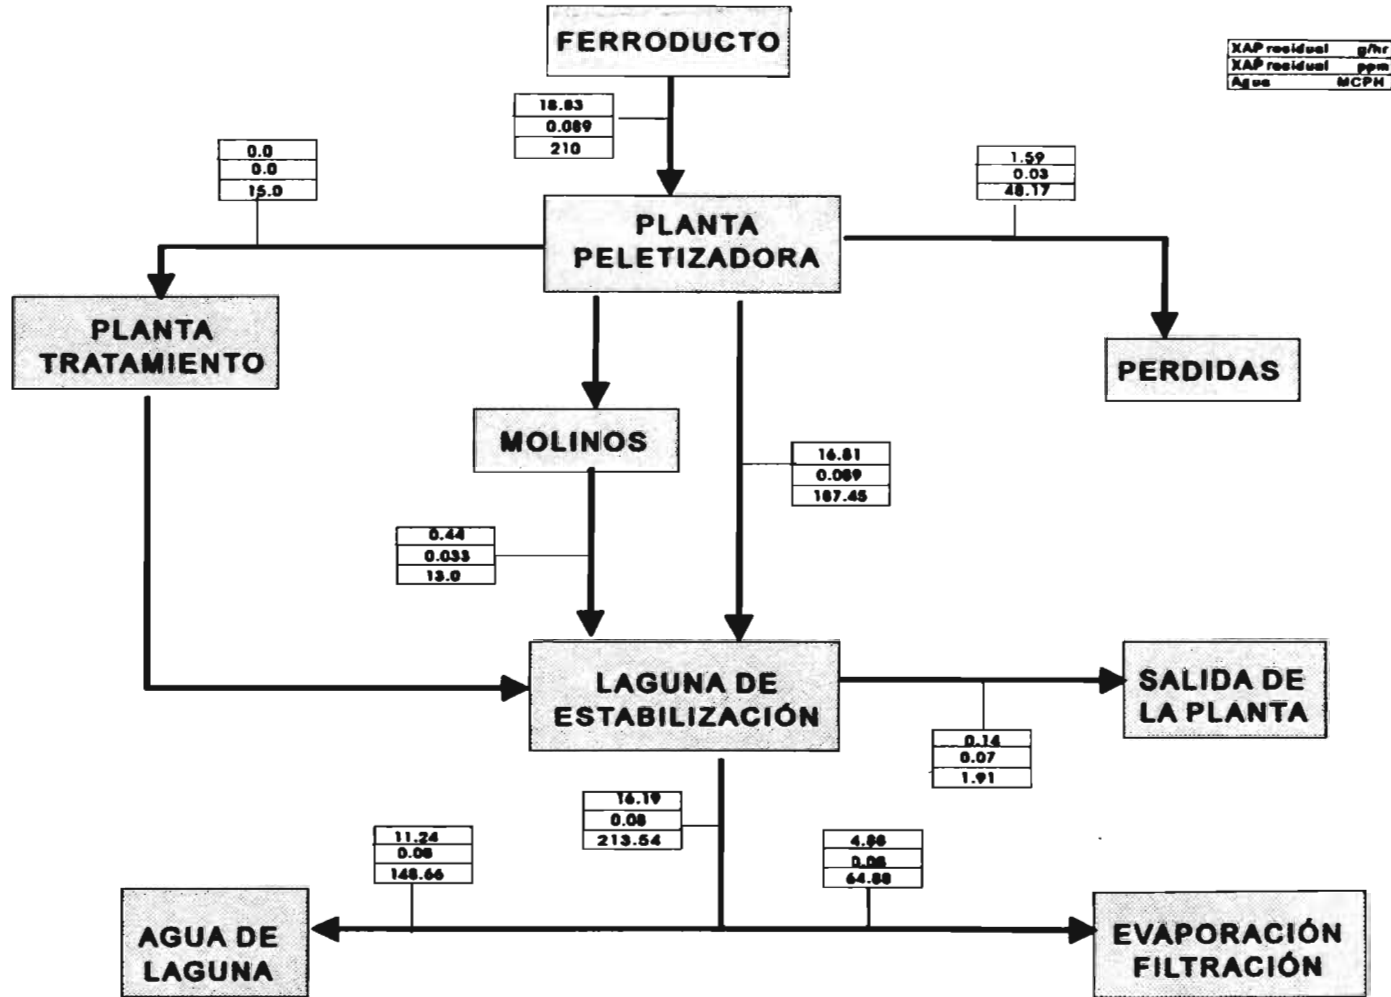 FERRODUCTO
XAP residual g/hr
XAP residual ppm
Agua MCPH
18.83
0.089
210
0.0
0.0
15.0
1.59
0.03
48.17
PLANTA
PELETIZADORA
PLANTA
TRATAMIENTO
PERDIDAS
MOLINOS
16.81
0.089
187.45
0.44
0.033
13.0
LAGUNA DE
ESTABILIZACIÓN
SALIDA DE
LA PLANTA
0.14
0.07
1.91
16.19
0.08
213.54
11.24
0.08
148.66
4.86
0.08
64.88
AGUA DE
LAGUNA
EVAPORACIÓN
FILTRACIÓN